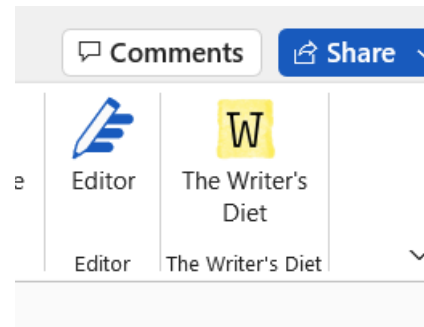 Comments Share
e Editor The Writer's
Diet
Editor The Writer's Diet
W